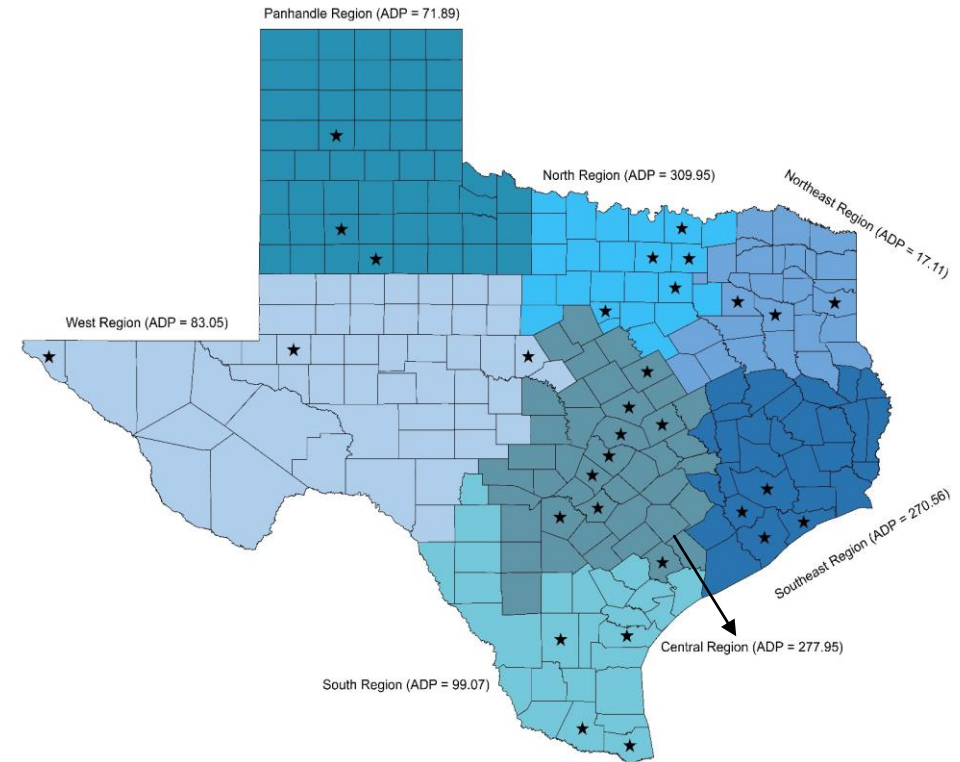 Panhandle Region (ADP = 71.89)
North Region (ADP = 309.95)
Northeast Region (ADP = 17.11)
West Region (ADP = 83.05)
Southeast Region (ADP = 270.56)
Central Region (ADP = 277.95)
South Region (ADP = 99.07)